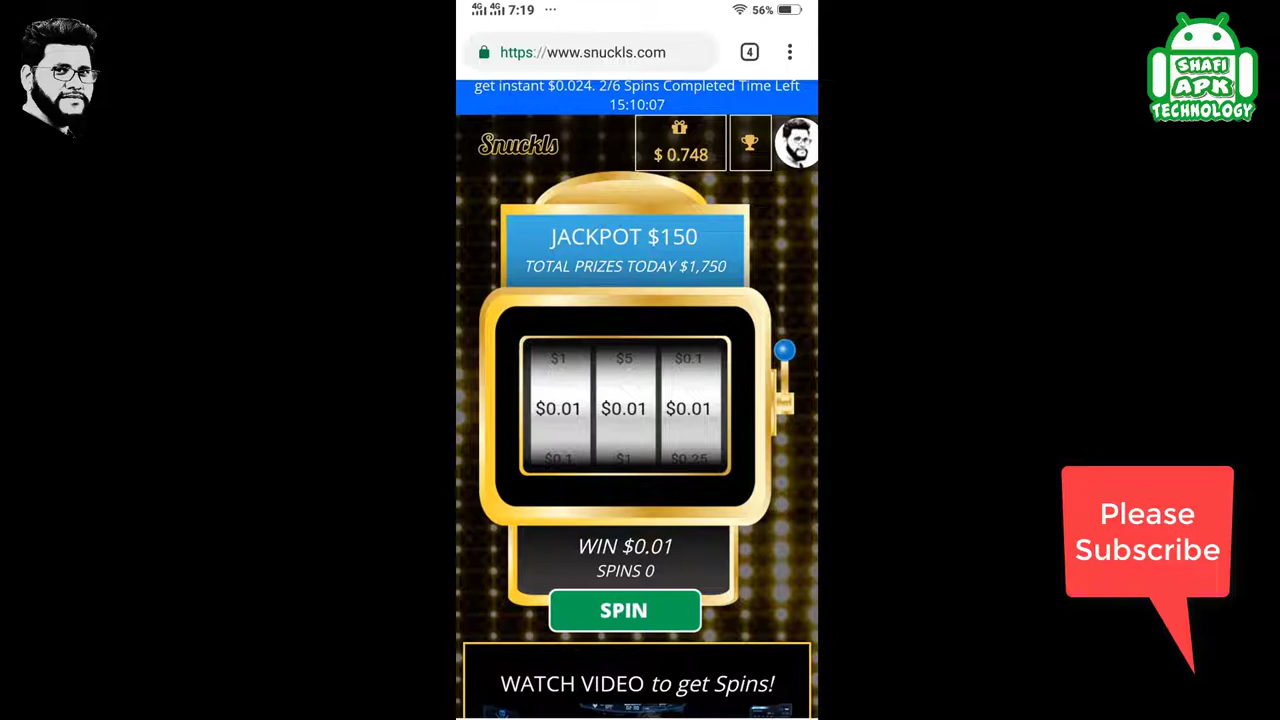 4G 4G 7:19 ... 56%
https://www.snuckls.com 4
get instant $0.024. 2/6 Spins Completed Time Left
15:10:07
Snuckls
$ 0.748
JACKPOT $150
TOTAL PRIZES TODAY $1,750
$1 $5 $0.1
$0.01 $0.01 $0.01
$0.1 $1 $0.25
WIN $0.01
SPINS 0
SPIN
WATCH VIDEO to get Spins!
SHAFI
APK
TECHNOLOGY
Please
Subscribe